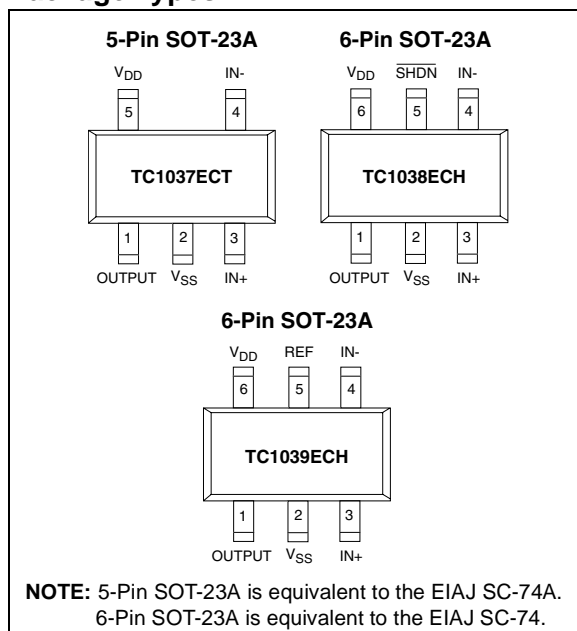 5-Pin SOT-23A 6-Pin SOT-23A
VDD IN- VDD SHDN IN-
5 4 6 5 4
TC1037ECT TC1038ECH
1 2 3 1 2 3
OUTPUT VSS IN+ OUTPUT VSS IN+
6-Pin SOT-23A
VDD REF IN-
6 5 4
TC1039ECH
1 2 3
OUTPUT VSS IN+
NOTE: 5-Pin SOT-23A is equivalent to the EIAJ SC-74A.
6-Pin SOT-23A is equivalent to the EIAJ SC-74.